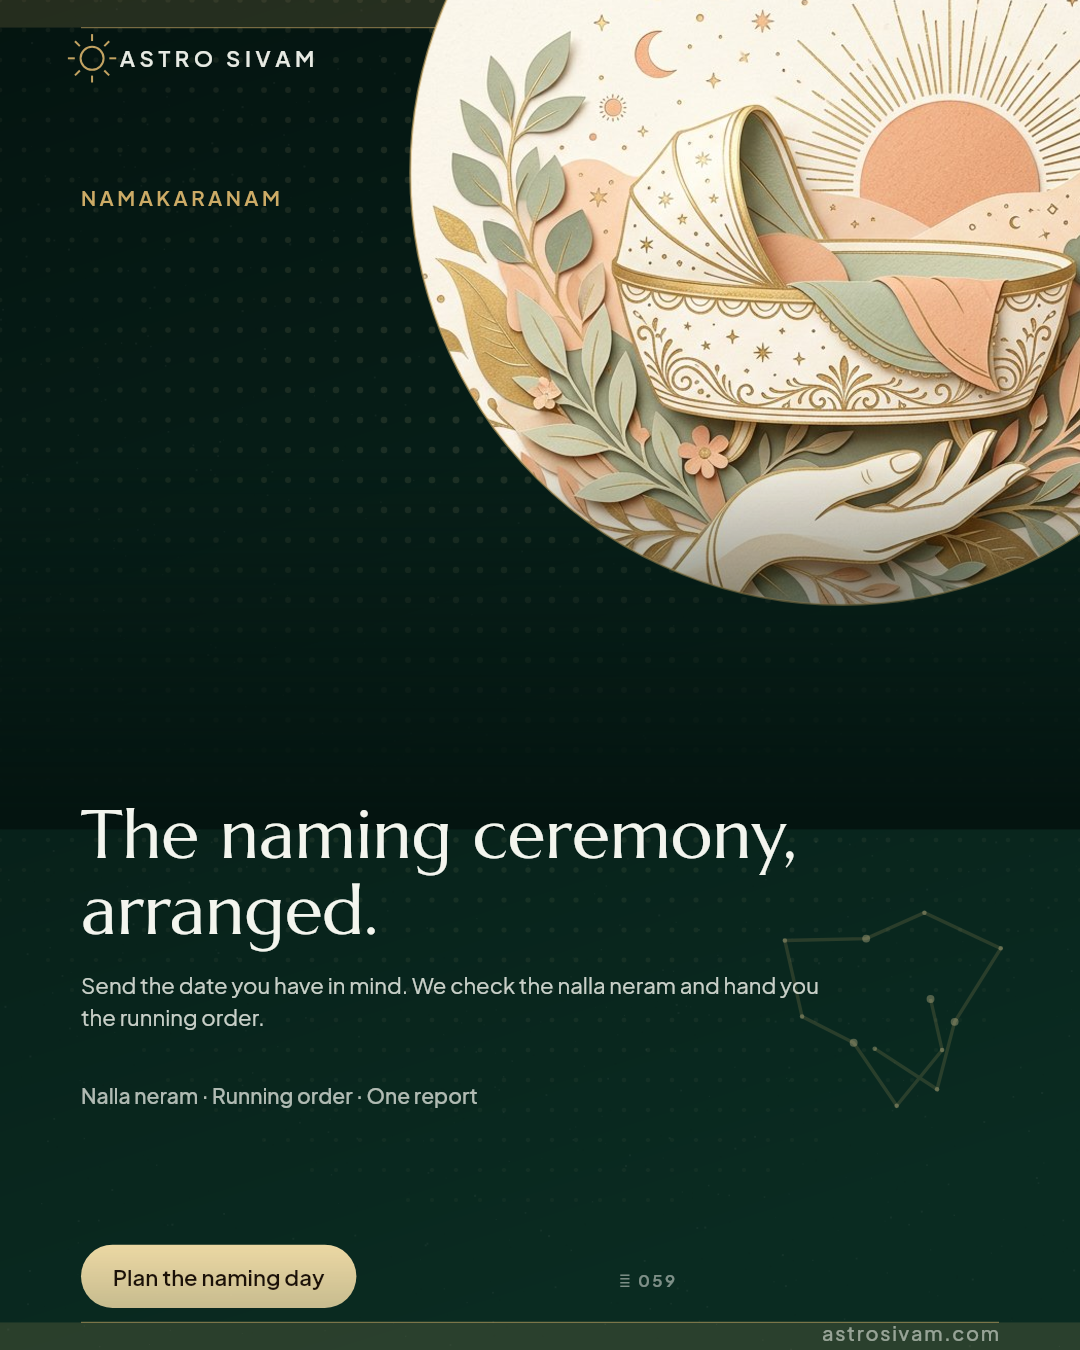 ASTRO SIVAM
NAMAKARANAM
The naming ceremony,
arranged.
Send the date you have in mind. We check the nalla neram and hand you
the running order.
Nalla neram · Running order · One report
Plan the naming day
059
astrosivam.com